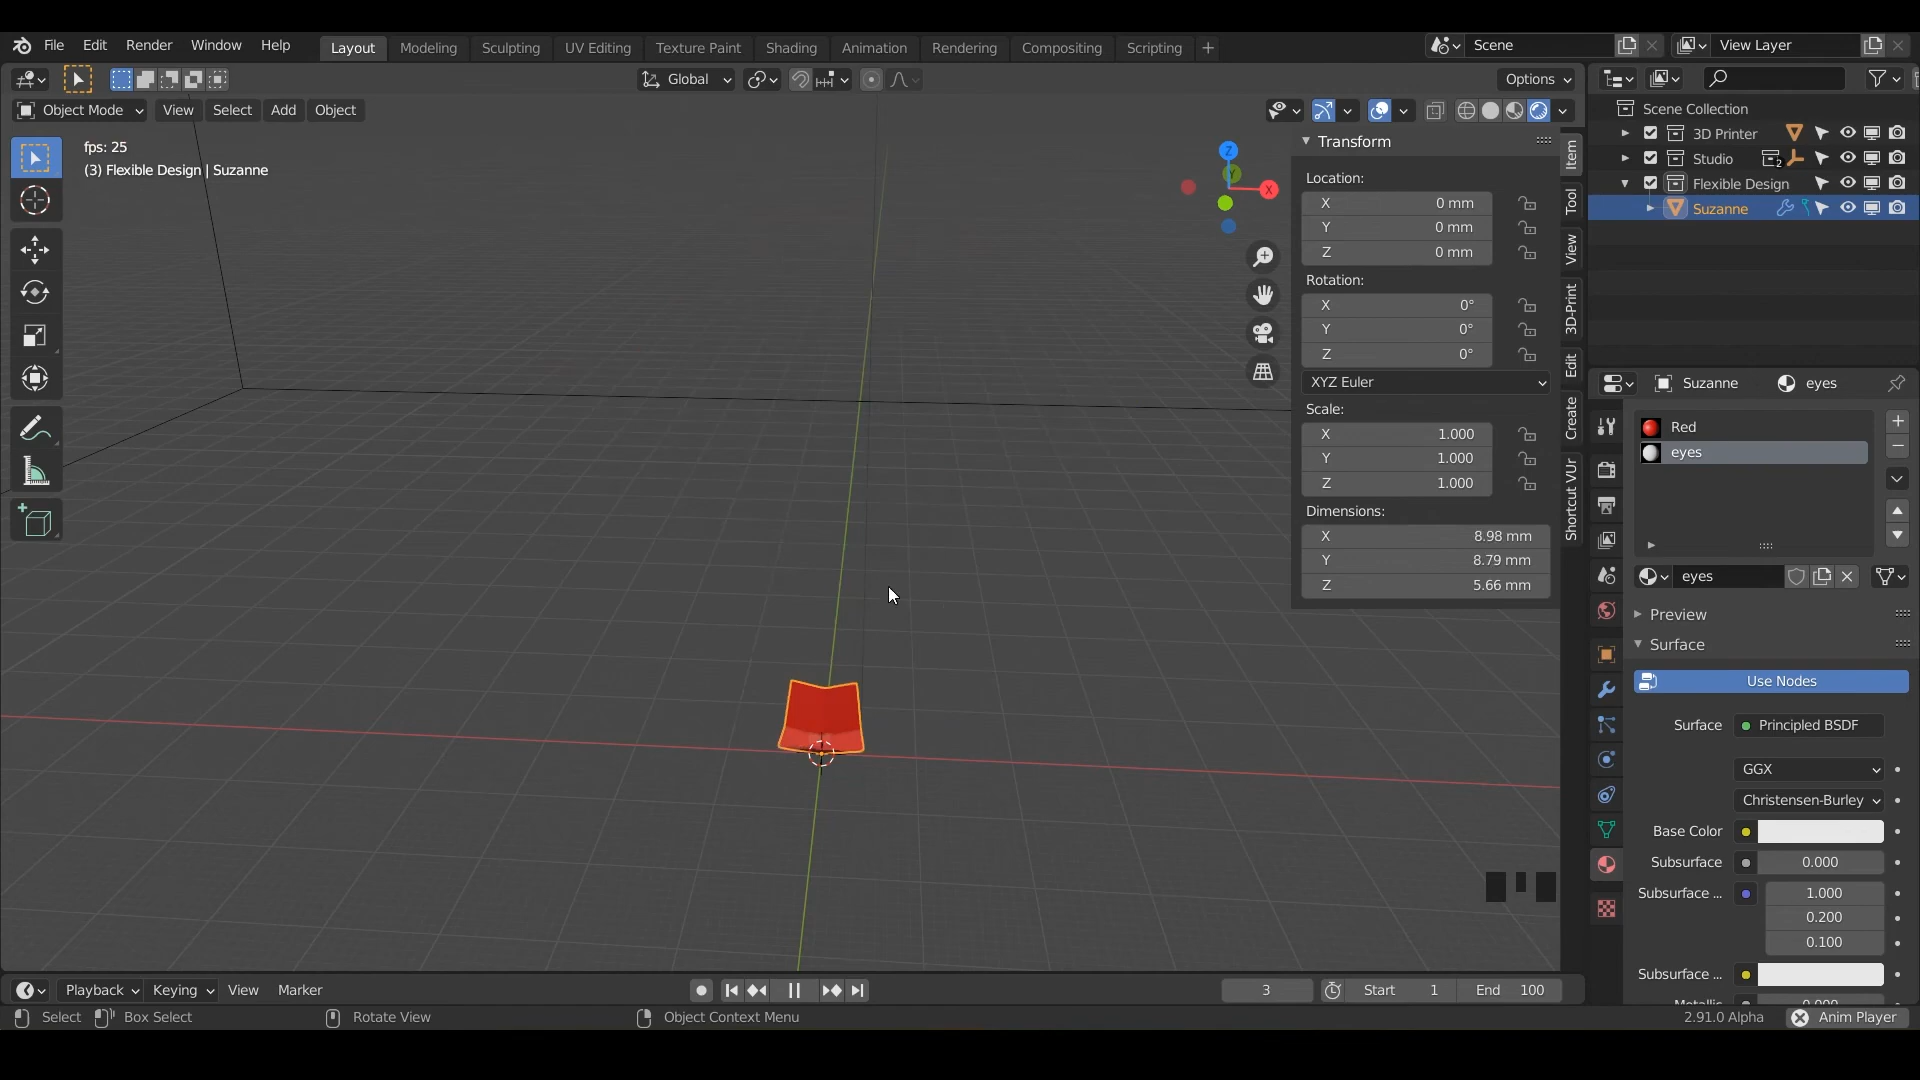 File Edit Render Window Help Layout Modeling Sculpting UV Editing Texture Paint Shading Animation Rendering Compositing Scripting + Scene View Layer
Global Options
Object Mode View Select Add Object
fps: 25
(3) Flexible Design | Suzanne
Z
Y
X
Transform
Location:
X 0 mm
Y 0 mm
Z 0 mm
Rotation:
X 0°
Y 0°
Z 0°
XYZ Euler
Scale:
X 1.000
Y 1.000
Z 1.000
Dimensions:
X 8.98 mm
Y 8.79 mm
Z 5.66 mm
Item
Tool
View
3D-Print
Edit
Create
Shortcut VUr
Scene Collection
3D Printer
Studio 2
Flexible Design
Suzanne
Suzanne eyes
Red
eyes
eyes
Preview
Surface
Use Nodes
Surface Principled BSDF
GGX
Christensen-Burley
Base Color
Subsurface 0.000
Subsurface ... 1.000
0.200
0.100
Subsurface ...
Metallic 0.000
Playback Keying View Marker 3 Start 1 End 100
Select Box Select Rotate View Object Context Menu 2.91.0 Alpha Anim Player